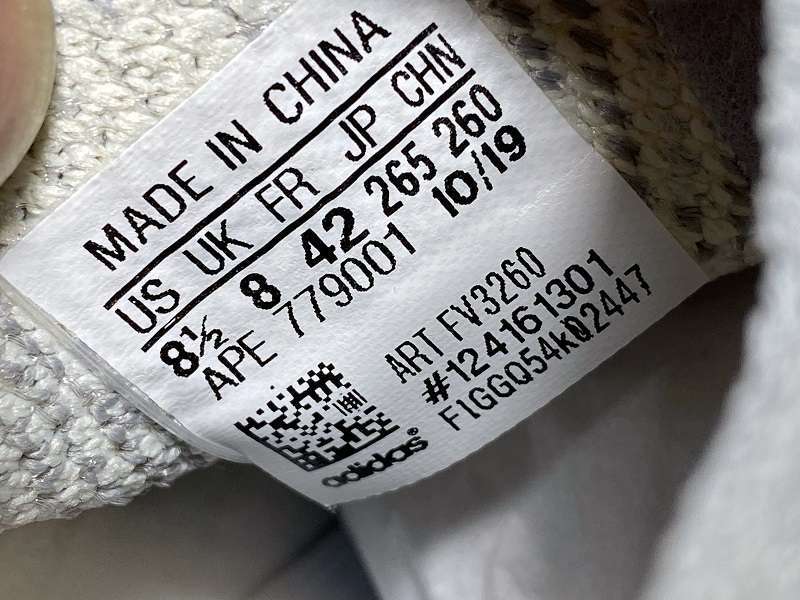 MADE IN CHINA
US UK FR JP CHN
8½ 8 42 265 260
APE 779001 10/19
ART FV3260
#124161301
F1GGQ54kQ2447
adidas®